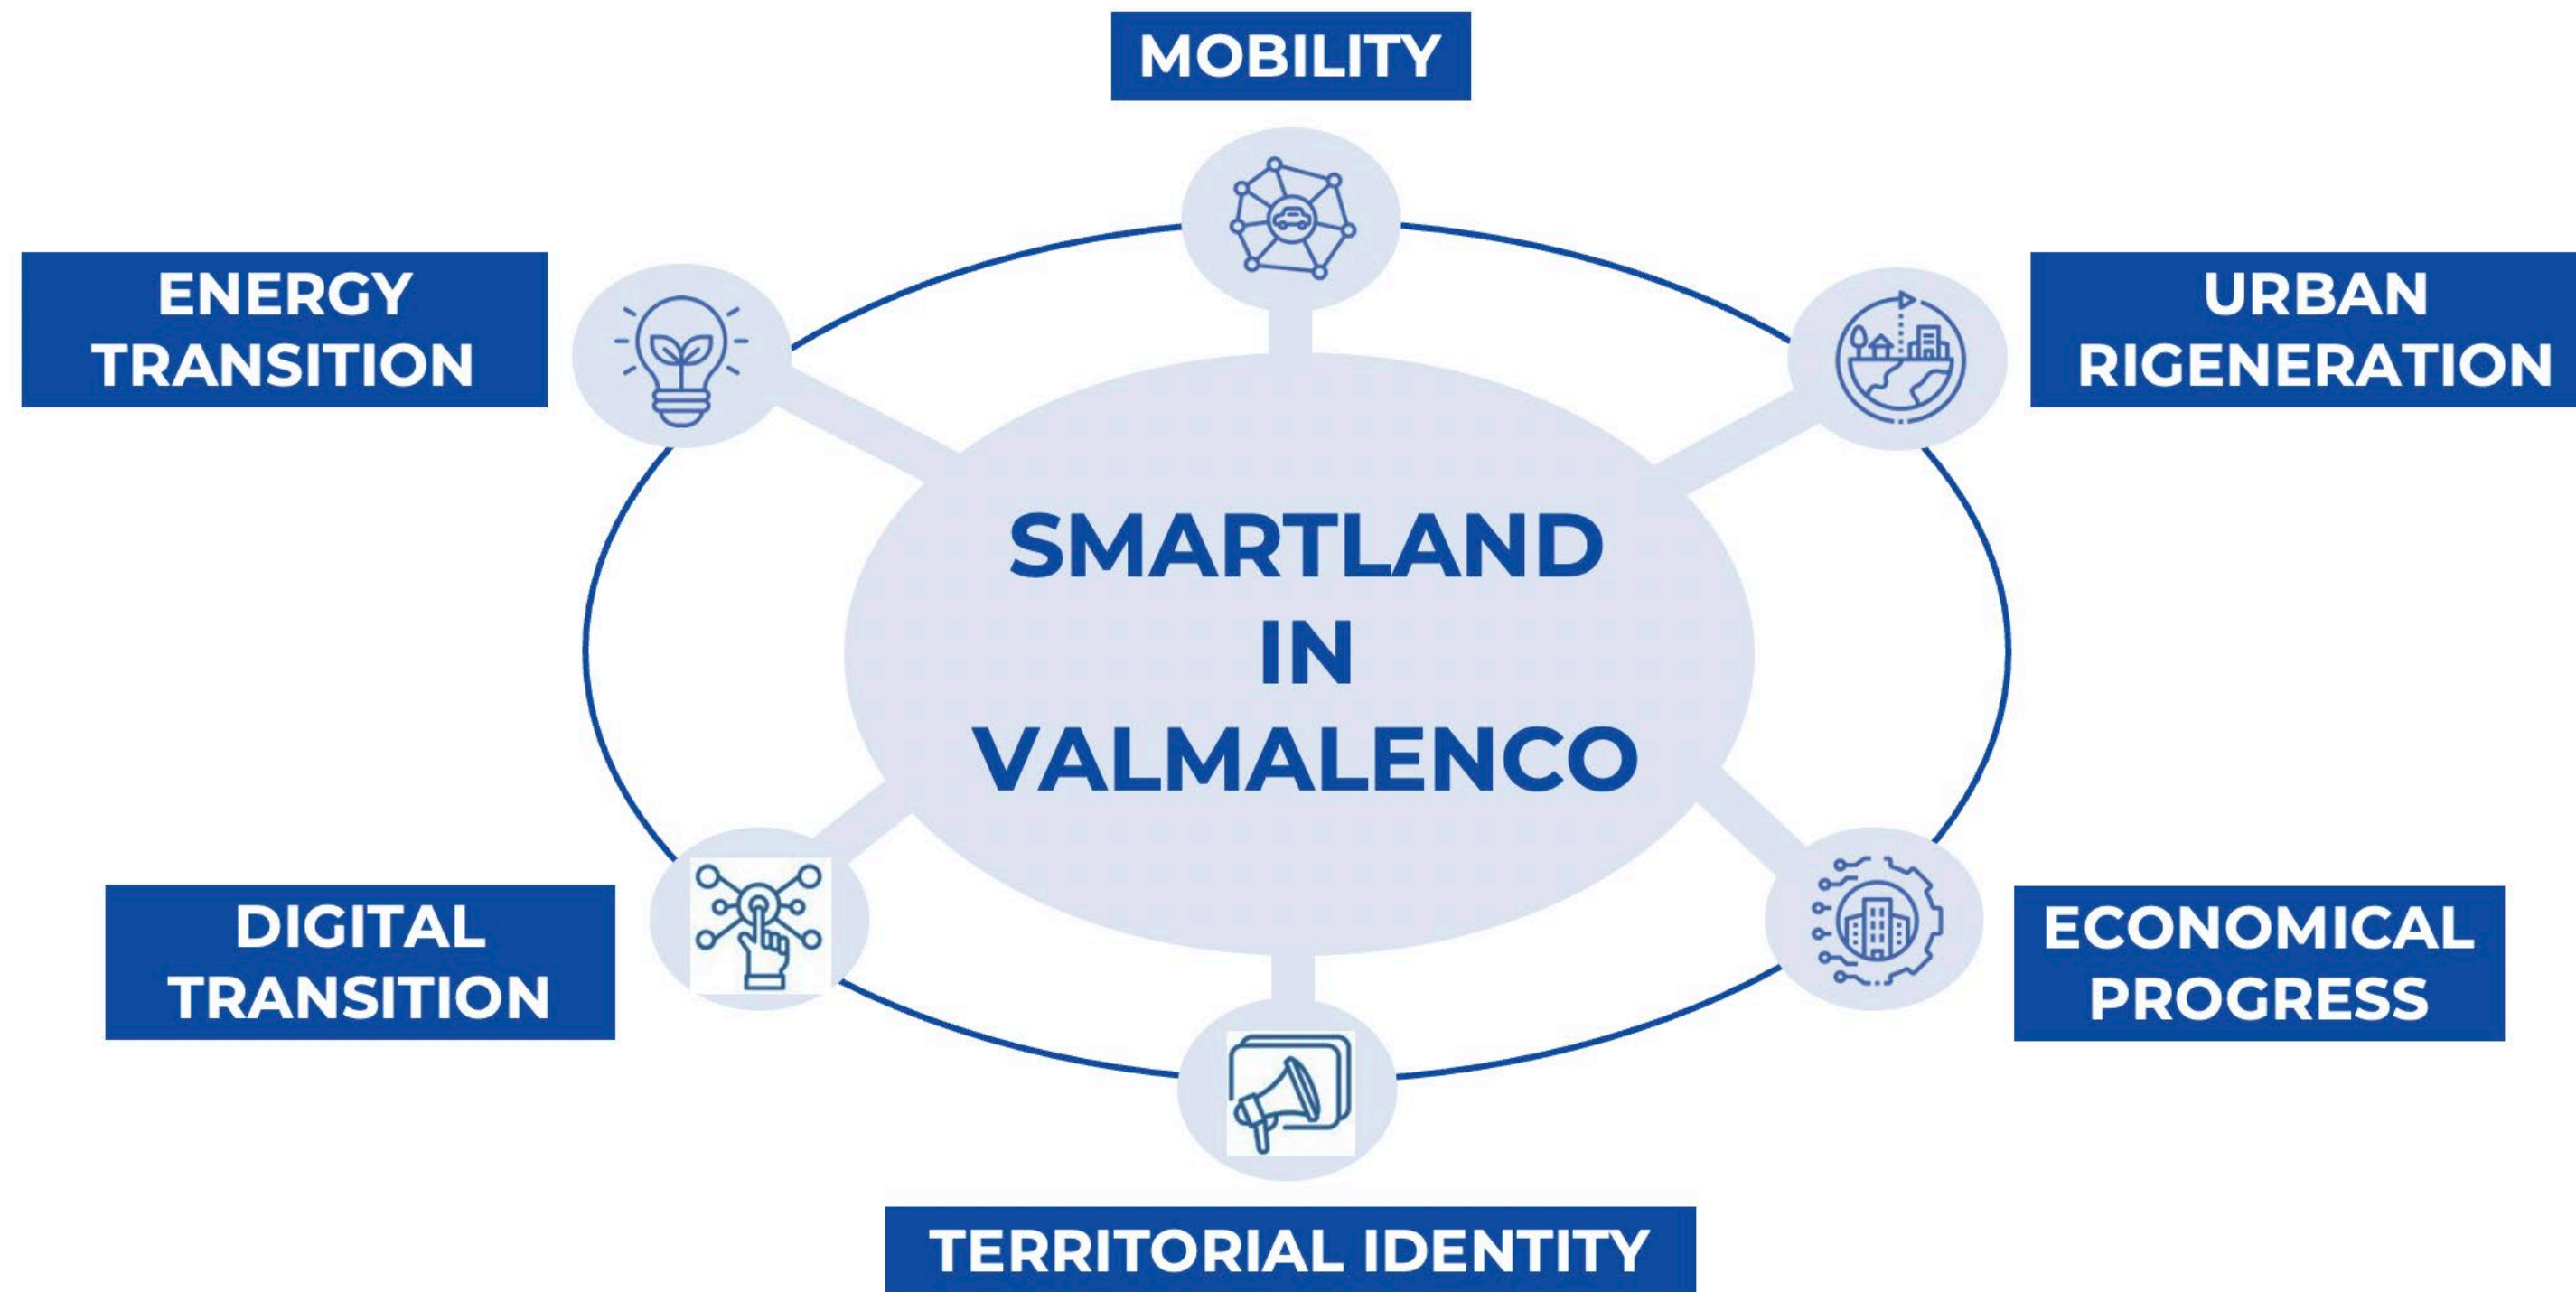 MOBILITY
ENERGY
TRANSITION
URBAN
RIGENERATION
SMARTLAND
IN
VALMALENCO
DIGITAL
TRANSITION
ECONOMICAL
PROGRESS
TERRITORIAL IDENTITY